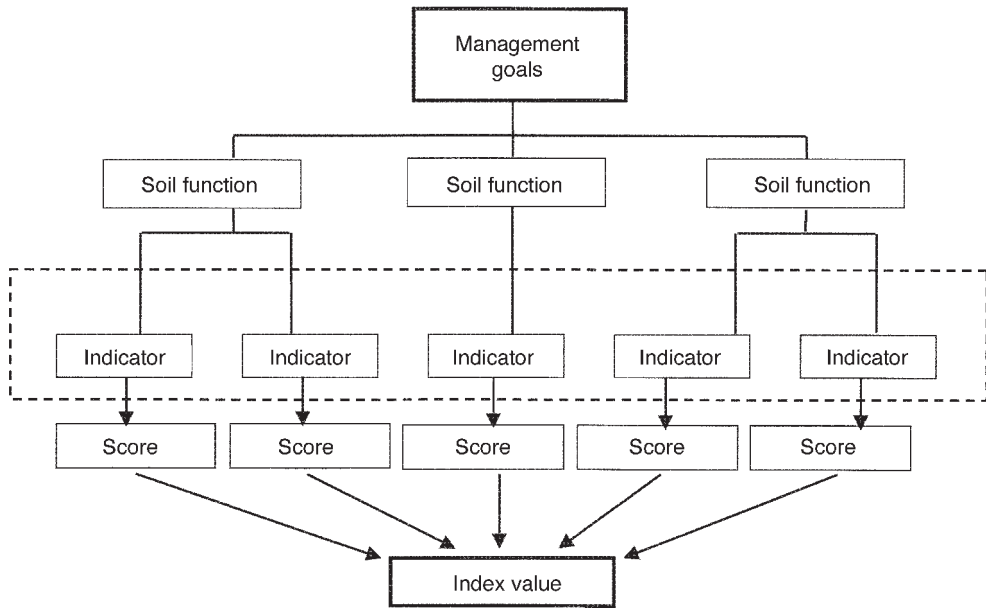 Management
goals
Soil function
Soil function
Soil function
Indicator
Indicator
Indicator
Indicator
Indicator
Score
Score
Score
Score
Score
Index value